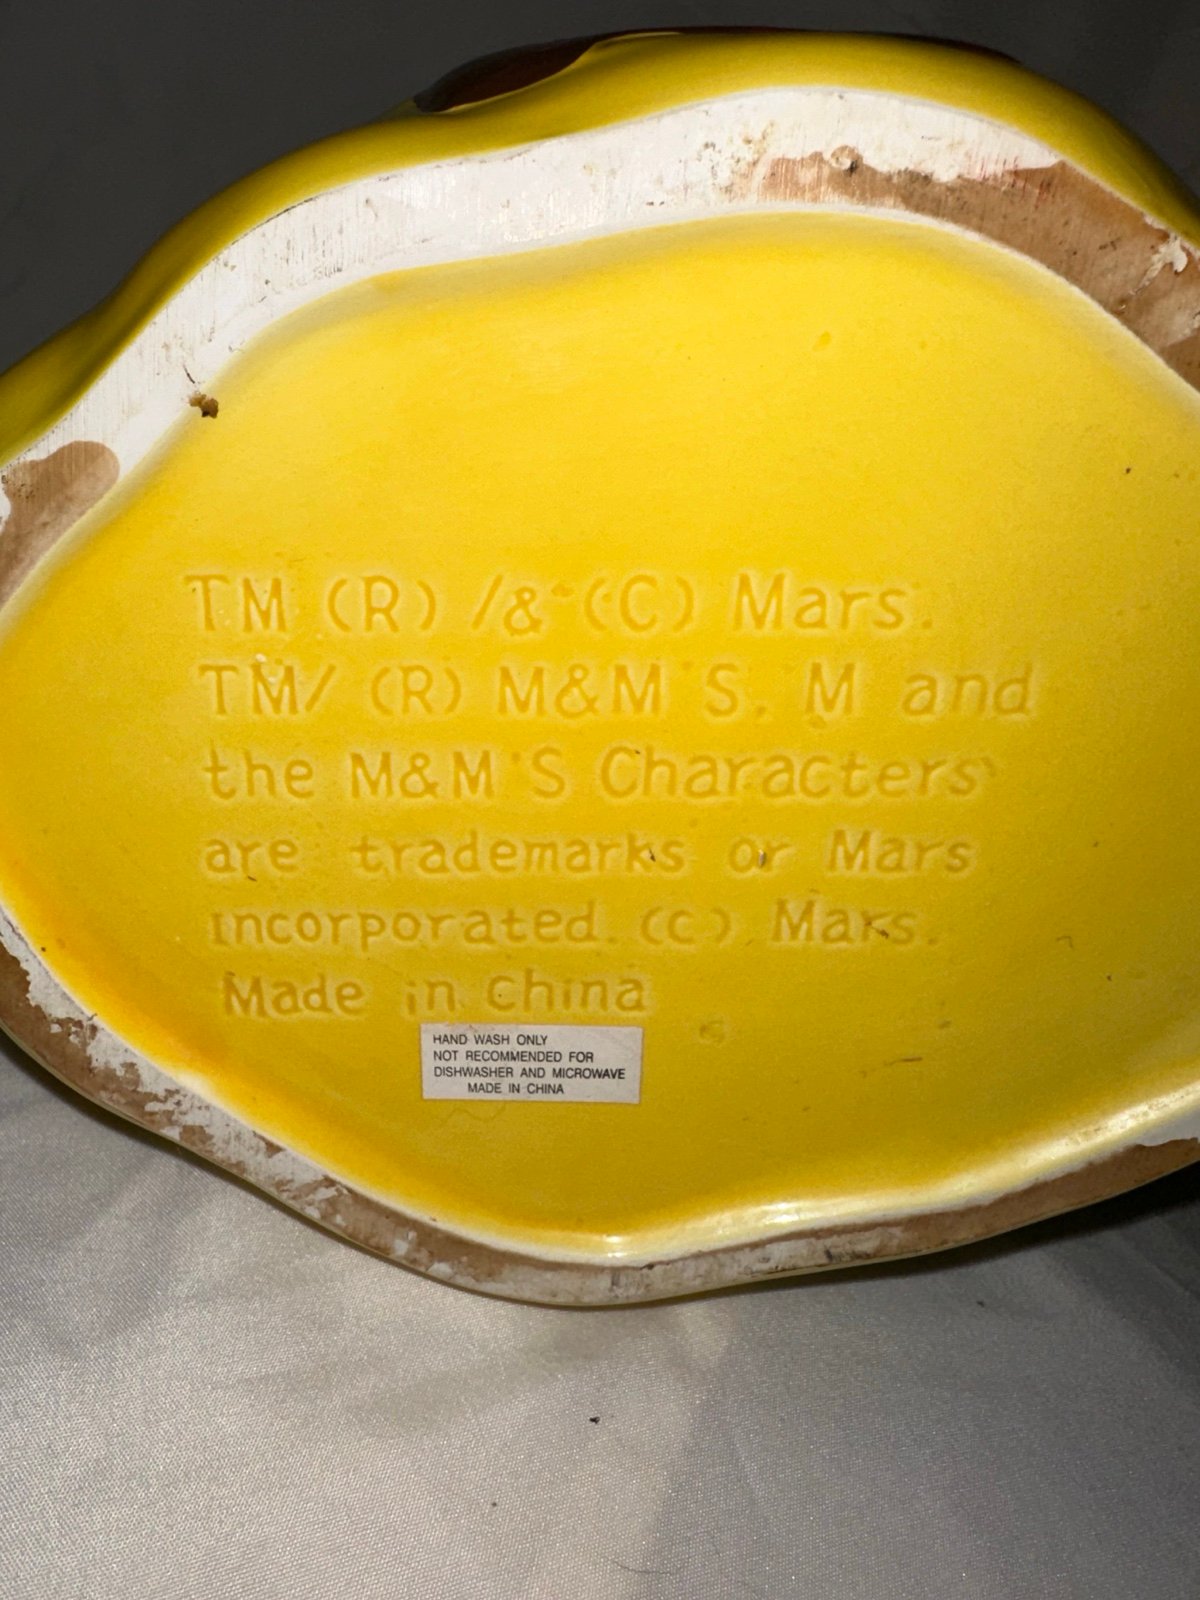 TM (R) /& (C) Mars.
TM/ (R) M&M'S, M and
the M&M'S Characters
are trademarks or Mars
incorporated. (c) Mars.
Made in China
HAND WASH ONLY
NOT RECOMMENDED FOR
DISHWASHER AND MICROWAVE
MADE IN CHINA